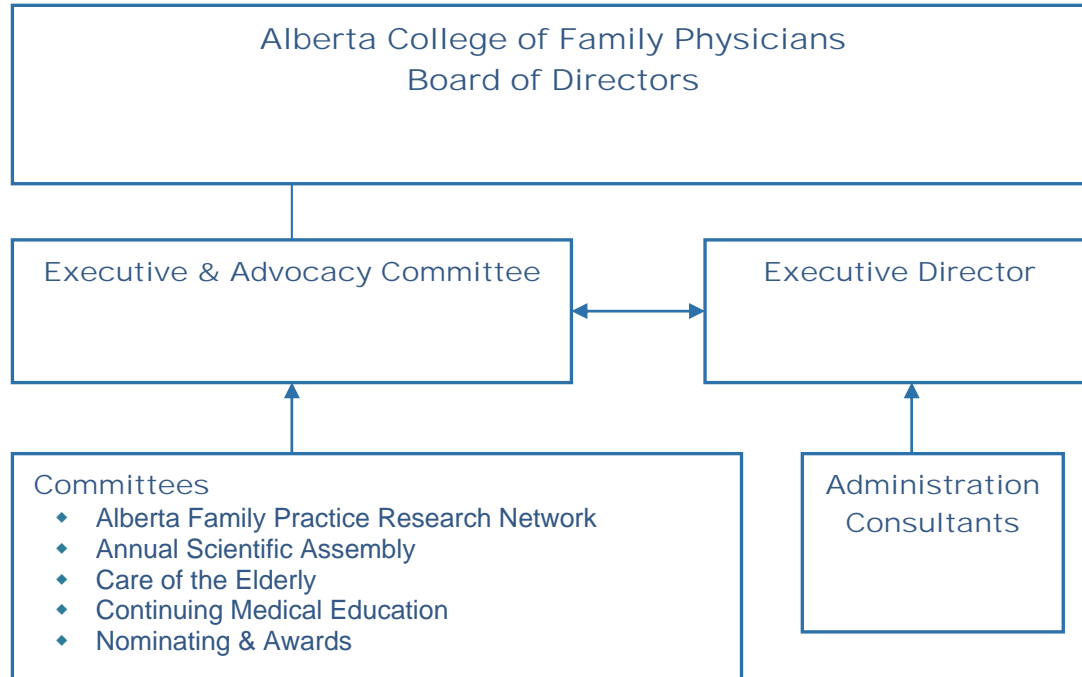 Alberta College of Family Physicians
Board of Directors
Executive & Advocacy Committee
Executive Director
Committees
Alberta Family Practice Research Network
Annual Scientific Assembly
Care of the Elderly
Continuing Medical Education
Nominating & Awards
Administration
Consultants